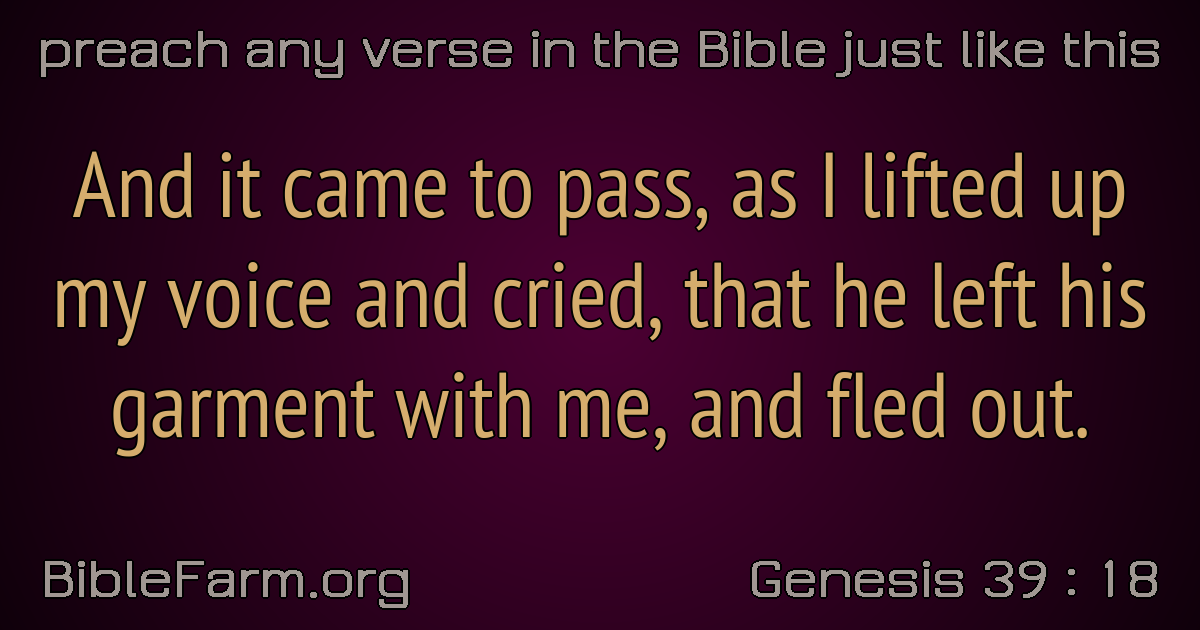 preach any verse in the Bible just like this
And it came to pass, as I lifted up
my voice and cried, that he left his
garment with me, and fled out.
BibleFarm.org
Genesis 39 : 18